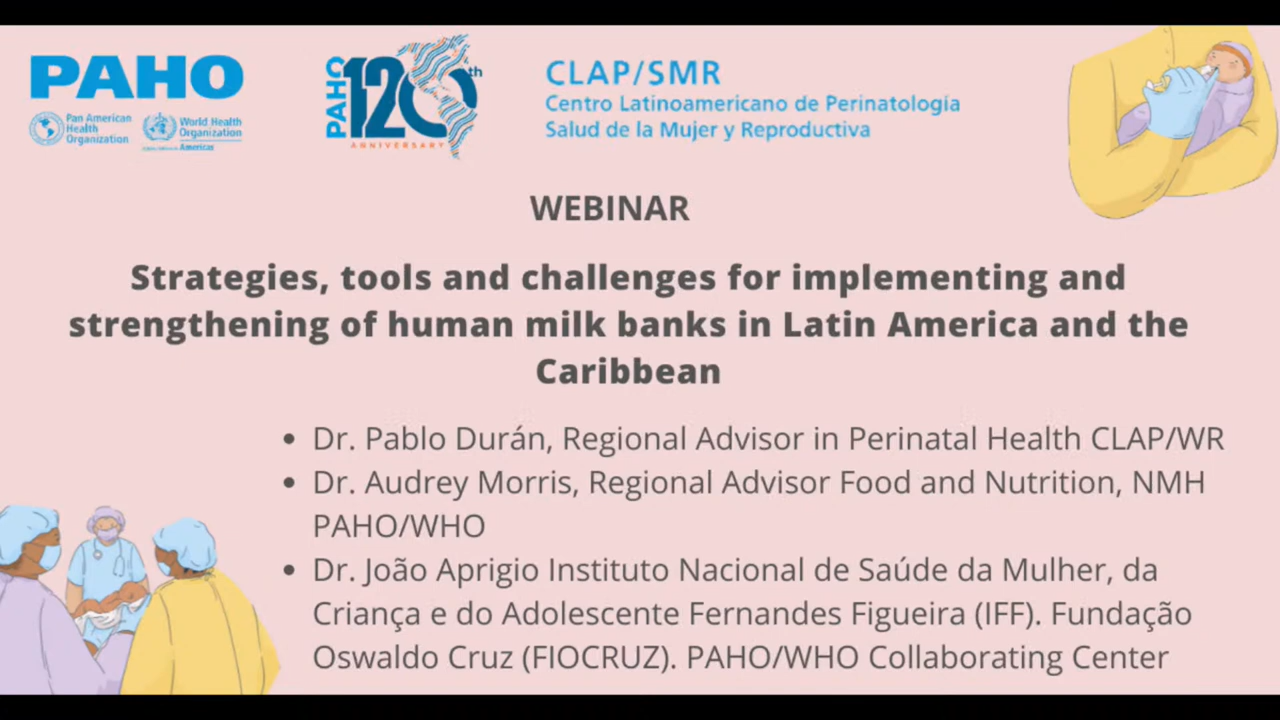 PAHO
Pan American
Health
Organization
World Health
Organization
Americas
PAHO
120th
ANNIVERSARY
CLAP/SMR
Centro Latinoamericano de Perinatología
Salud de la Mujer y Reproductiva
WEBINAR
Strategies, tools and challenges for implementing and
strengthening of human milk banks in Latin America and the
Caribbean
• Dr. Pablo Durán, Regional Advisor in Perinatal Health CLAP/WR
• Dr. Audrey Morris, Regional Advisor Food and Nutrition, NMH
PAHO/WHO
• Dr. João Aprigio Instituto Nacional de Saúde da Mulher, da
Criança e do Adolescente Fernandes Figueira (IFF). Fundação
Oswaldo Cruz (FIOCRUZ). PAHO/WHO Collaborating Center